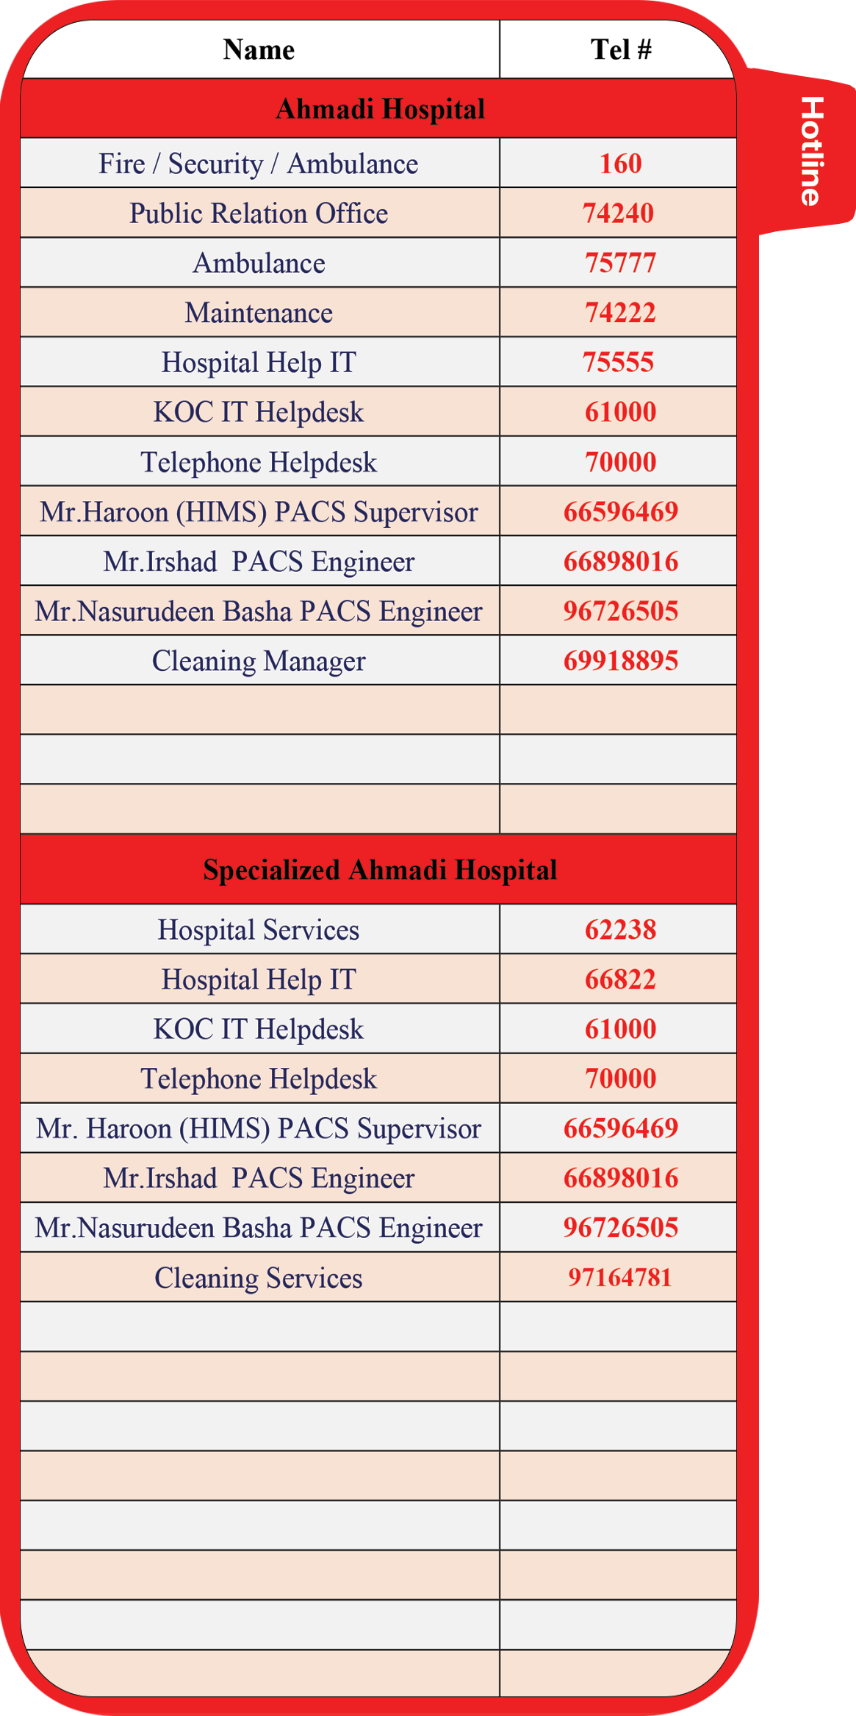 Name Tel #
Hotline
Ahmadi Hospital
Fire / Security / Ambulance 160
Public Relation Office 74240
Ambulance 75777
Maintenance 74222
Hospital Help IT 75555
KOC IT Helpdesk 61000
Telephone Helpdesk 70000
Mr.Haroon (HIMS) PACS Supervisor 66596469
Mr.Irshad  PACS Engineer 66898016
Mr.Nasurudeen Basha PACS Engineer 96726505
Cleaning Manager 69918895
Specialized Ahmadi Hospital
Hospital Services 62238
Hospital Help IT 66822
KOC IT Helpdesk 61000
Telephone Helpdesk 70000
Mr. Haroon (HIMS) PACS Supervisor 66596469
Mr.Irshad  PACS Engineer 66898016
Mr.Nasurudeen Basha PACS Engineer 96726505
Cleaning Services 97164781